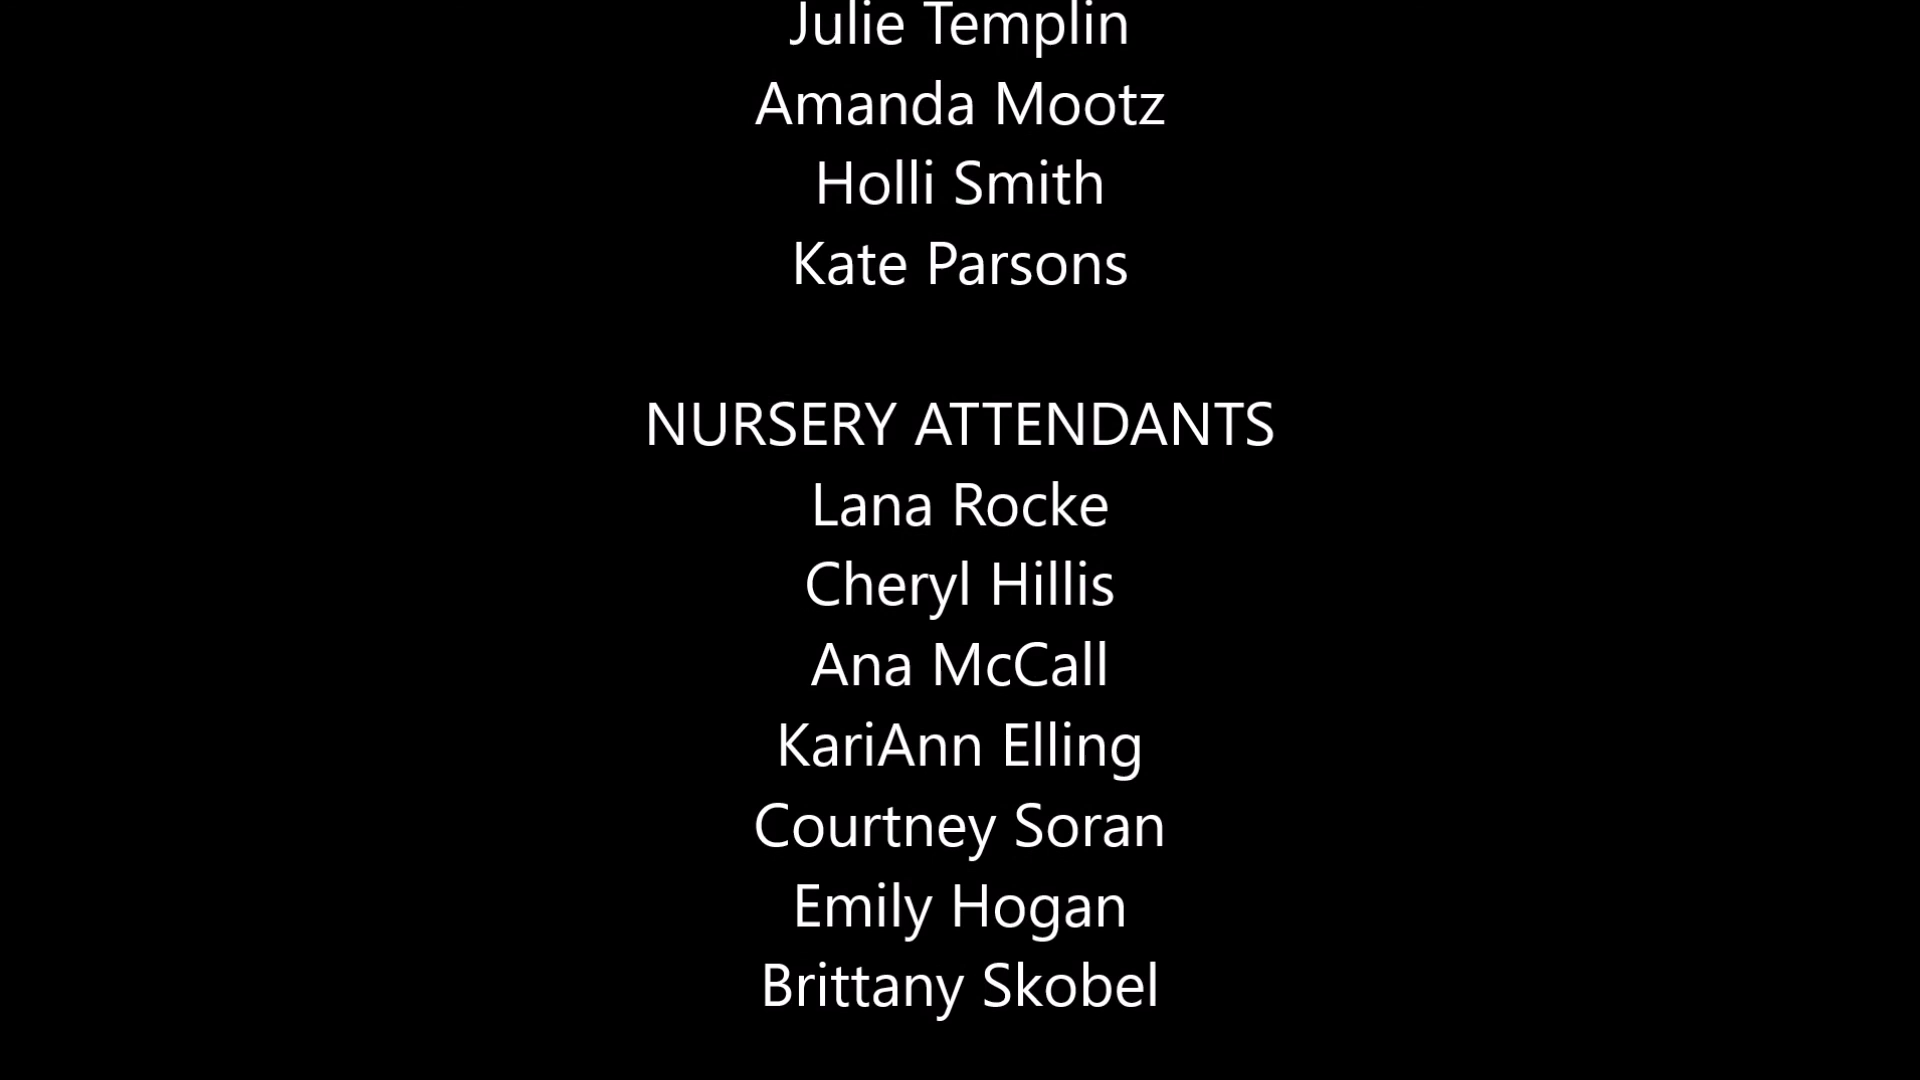 Julie Templin
Amanda Mootz
Holli Smith
Kate Parsons
NURSERY ATTENDANTS
Lana Rocke
Cheryl Hillis
Ana McCall
KariAnn Elling
Courtney Soran
Emily Hogan
Brittany Skobel